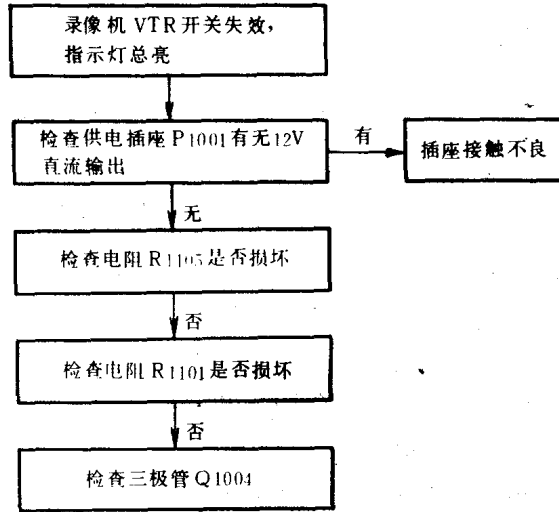 录像机VTR开关失效，
指示灯总亮
检查供电插座P1001有无12V
直流输出
有
插座接触不良
无
检查电阻R1105是否损坏
否
检查电阻R1101是否损坏
否
检查三极管Q1004